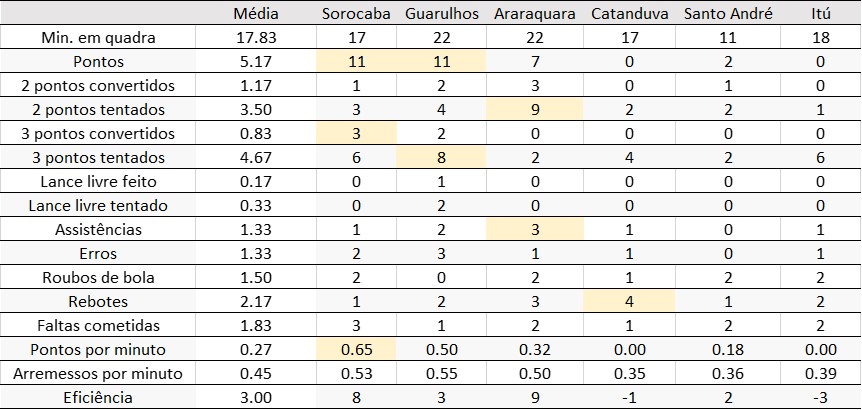 Média Sorocaba Guarulhos Araraquara Catanduva Santo André Itú
Min. em quadra 17.83 17 22 22 17 11 18
Pontos 5.17 11 11 7 0 2 0
2 pontos convertidos 1.17 1 2 3 0 1 0
2 pontos tentados 3.50 3 4 9 2 2 1
3 pontos convertidos 0.83 3 2 0 0 0 0
3 pontos tentados 4.67 6 8 2 4 2 6
Lance livre feito 0.17 0 1 0 0 0 0
Lance livre tentado 0.33 0 2 0 0 0 0
Assistências 1.33 1 2 3 1 0 1
Erros 1.33 2 3 1 1 0 1
Roubos de bola 1.50 2 0 2 1 2 2
Rebotes 2.17 1 2 3 4 1 2
Faltas cometidas 1.83 3 1 2 1 2 2
Pontos por minuto 0.27 0.65 0.50 0.32 0.00 0.18 0.00
Arremessos por minuto 0.45 0.53 0.55 0.50 0.35 0.36 0.39
Eficiência 3.00 8 3 9 -1 2 -3